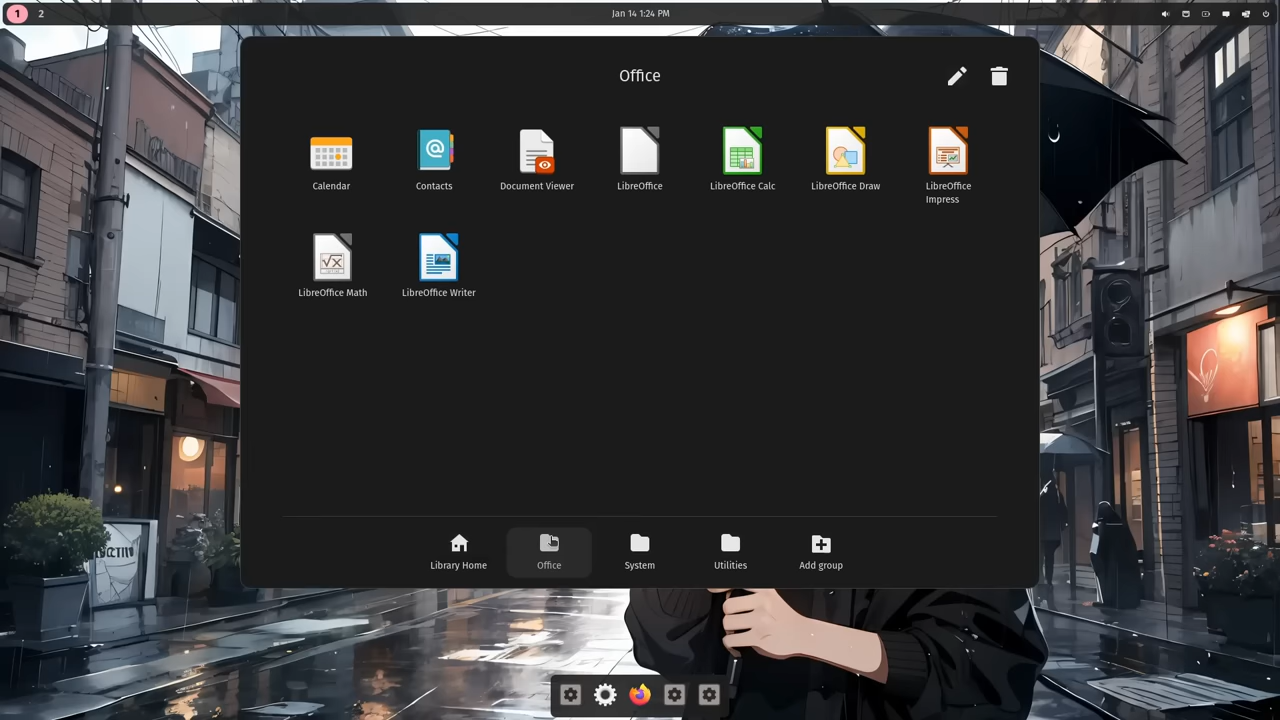 1 2 Jan 14 1:24 PM
Office
Calendar Contacts Document Viewer LibreOffice LibreOffice Calc LibreOffice Draw LibreOffice
Impress
LibreOffice Math LibreOffice Writer
Library Home Office System Utilities Add group